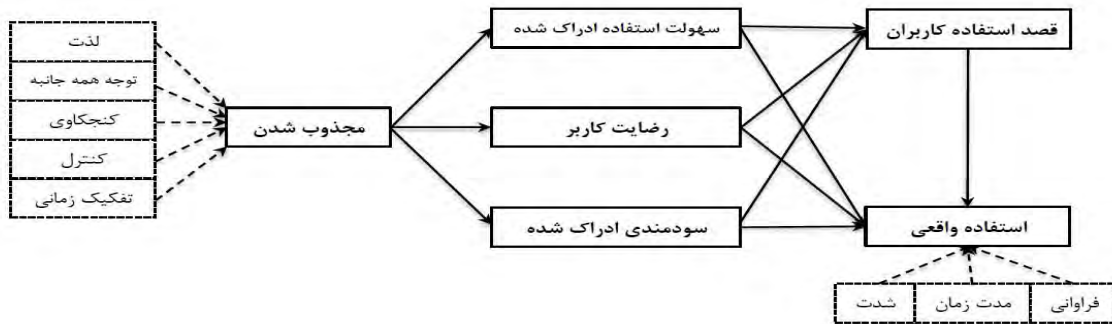 لذت
توجه همه جانبه
کنجکاوی
کنترل
تفکیک زمانی
مجذوب شدن
سهولت استفاده ادراک شده
رضایت کاربر
سودمندی ادراک شده
قصد استفاده کاربران
استفاده واقعی
فراوانی
مدت زمان
شدت